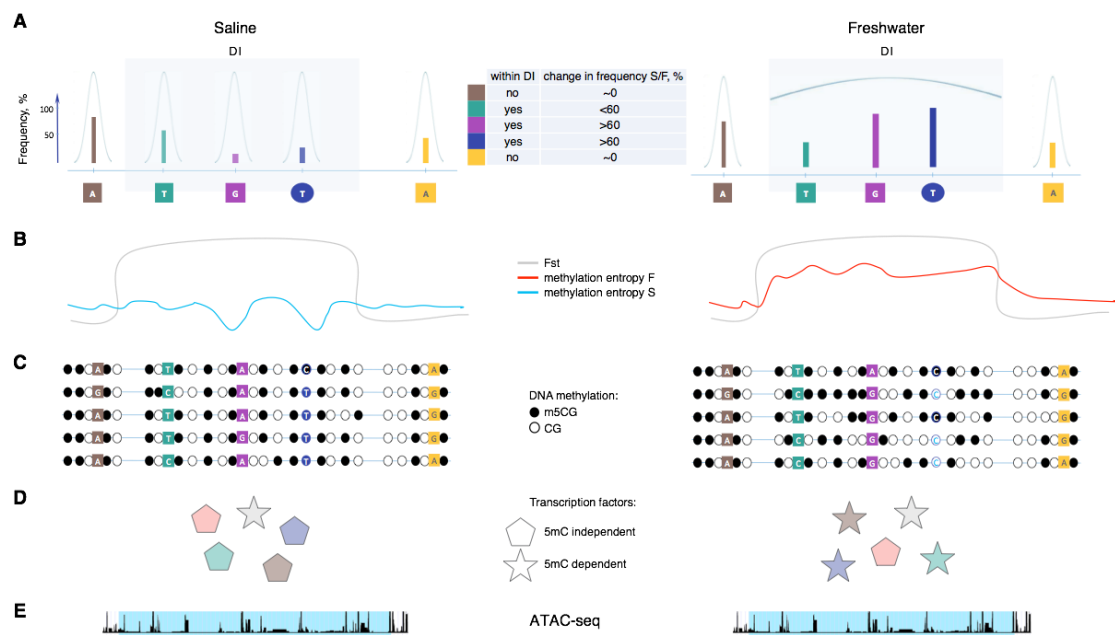 A
Saline
Freshwater
DI
DI
within DI change in frequency S/F, %
no ~0
yes <60
yes >60
yes >60
no ~0
Frequency, %
100
50
A T G T A
A T G T A
B
Fst
methylation entropy F
methylation entropy S
C
DNA methylation:
m5CG
CG
A T A C A
G C A T G
A T A T G
A T G T G
A C A T A
A T A C A
G C G C G
A T G C G
A C G C G
A C G C A
D
Transcription factors:
5mC independent
5mC dependent
E
ATAC-seq